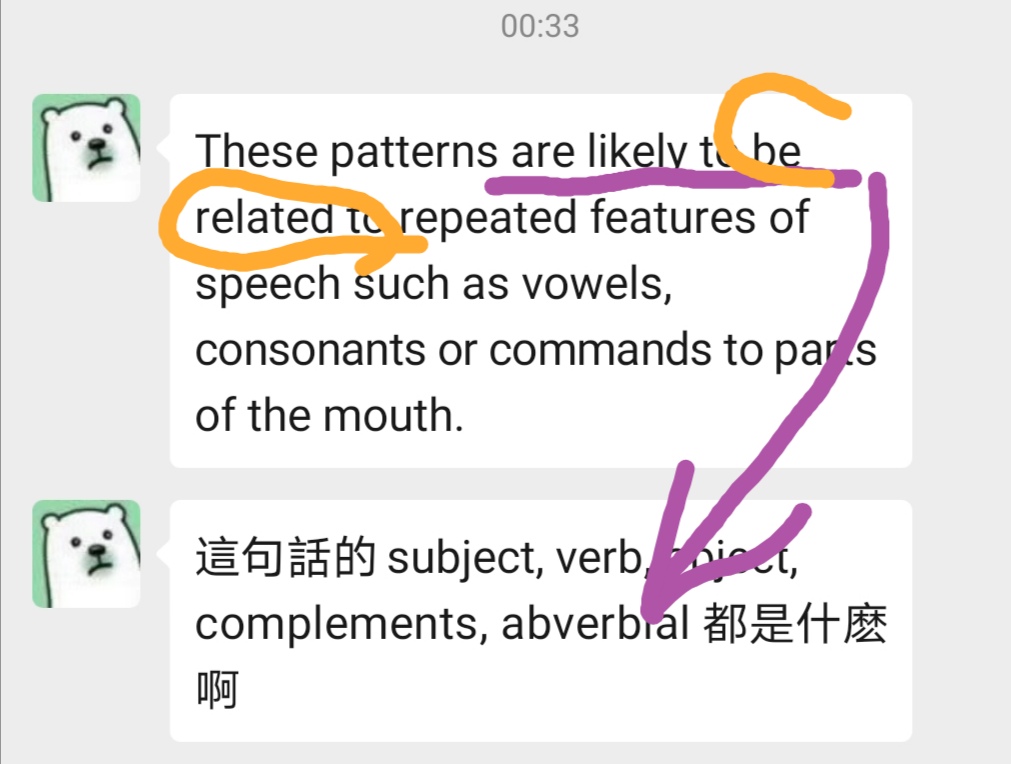 00:33
These patterns are likely to be
related to repeated features of
speech such as vowels,
consonants or commands to parts
of the mouth.
這句話的 subject, verb, object,
complements, abverbial 都是什麽
啊